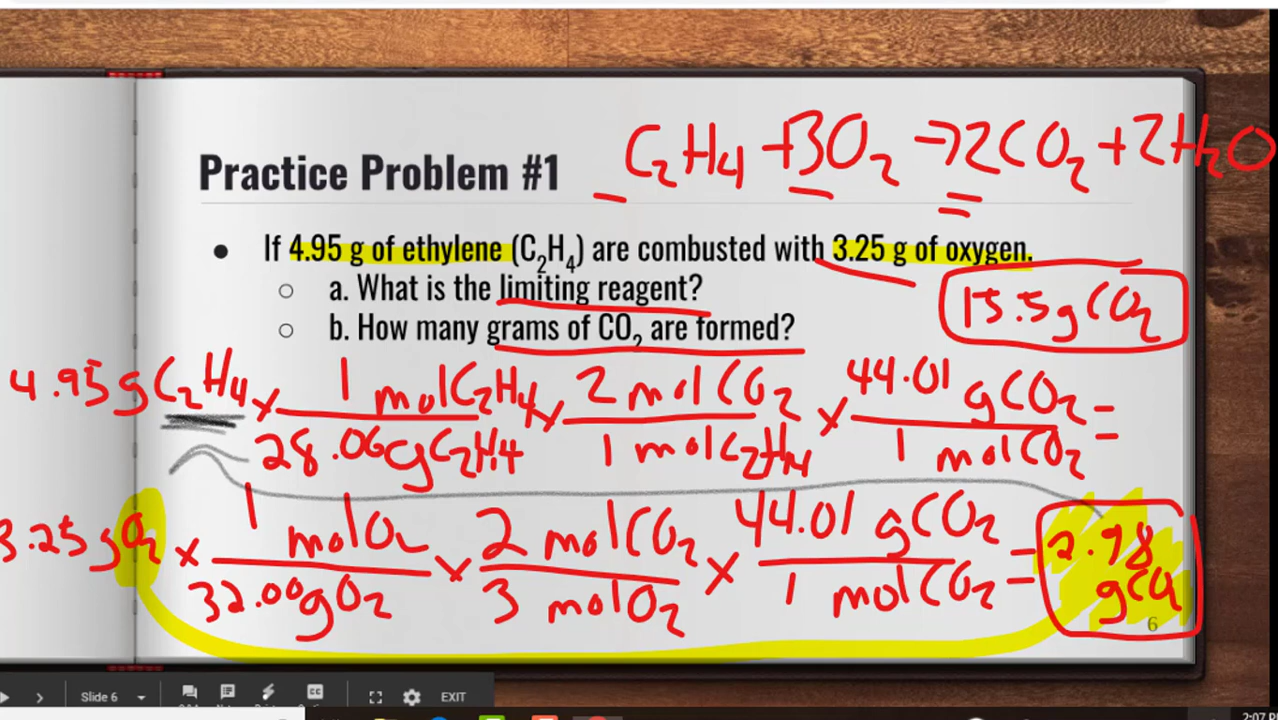 C₂H₄ + 3O₂ → 2CO₂ + 2H₂O
Practice Problem #1
● If 4.95 g of ethylene (C₂H₄) are combusted with 3.25 g of oxygen.
○ a. What is the limiting reagent?
○ b. How many grams of CO₂ are formed?
15.5 g CO₂
4.95 g C₂H₄ × 1 mol C₂H₄ × 2 mol CO₂ × 44.01 g CO₂ =
28.06 g C₂H₄ 1 mol C₂H₄ 1 mol CO₂
3.25 g O₂ × 1 mol O₂ × 2 mol CO₂ × 44.01 g CO₂ = 2.98
32.00 g O₂ 3 mol O₂ 1 mol CO₂ g CO₂
6
Slide 6 EXIT
2:07 P